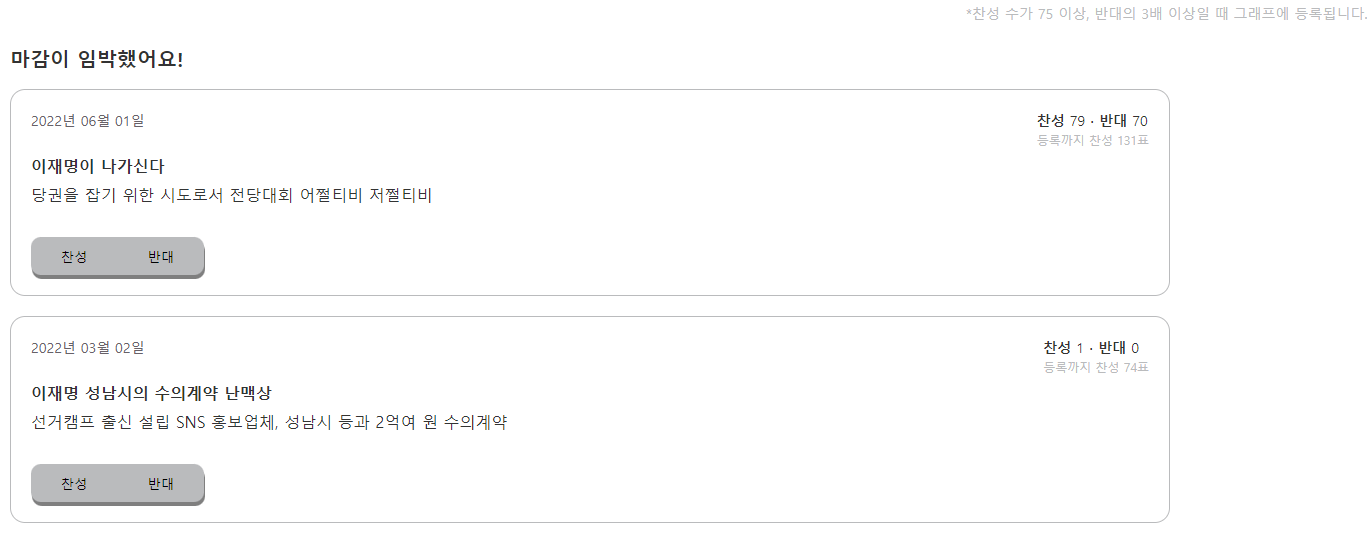 *찬성 수가 75 이상, 반대의 3배 이상일 때 그래프에 등록됩니다.
마감이 임박했어요!
2022년 06월 01일
찬성 79 · 반대 70
등록까지 찬성 131표
이재명이 나가신다
당권을 잡기 위한 시도로서 전당대회 어쩔티비 저쩔티비
찬성 반대
2022년 03월 02일
찬성 1 · 반대 0
등록까지 찬성 74표
이재명 성남시의 수의계약 난맥상
선거캠프 출신 설립 SNS 홍보업체, 성남시 등과 2억여 원 수의계약
찬성 반대